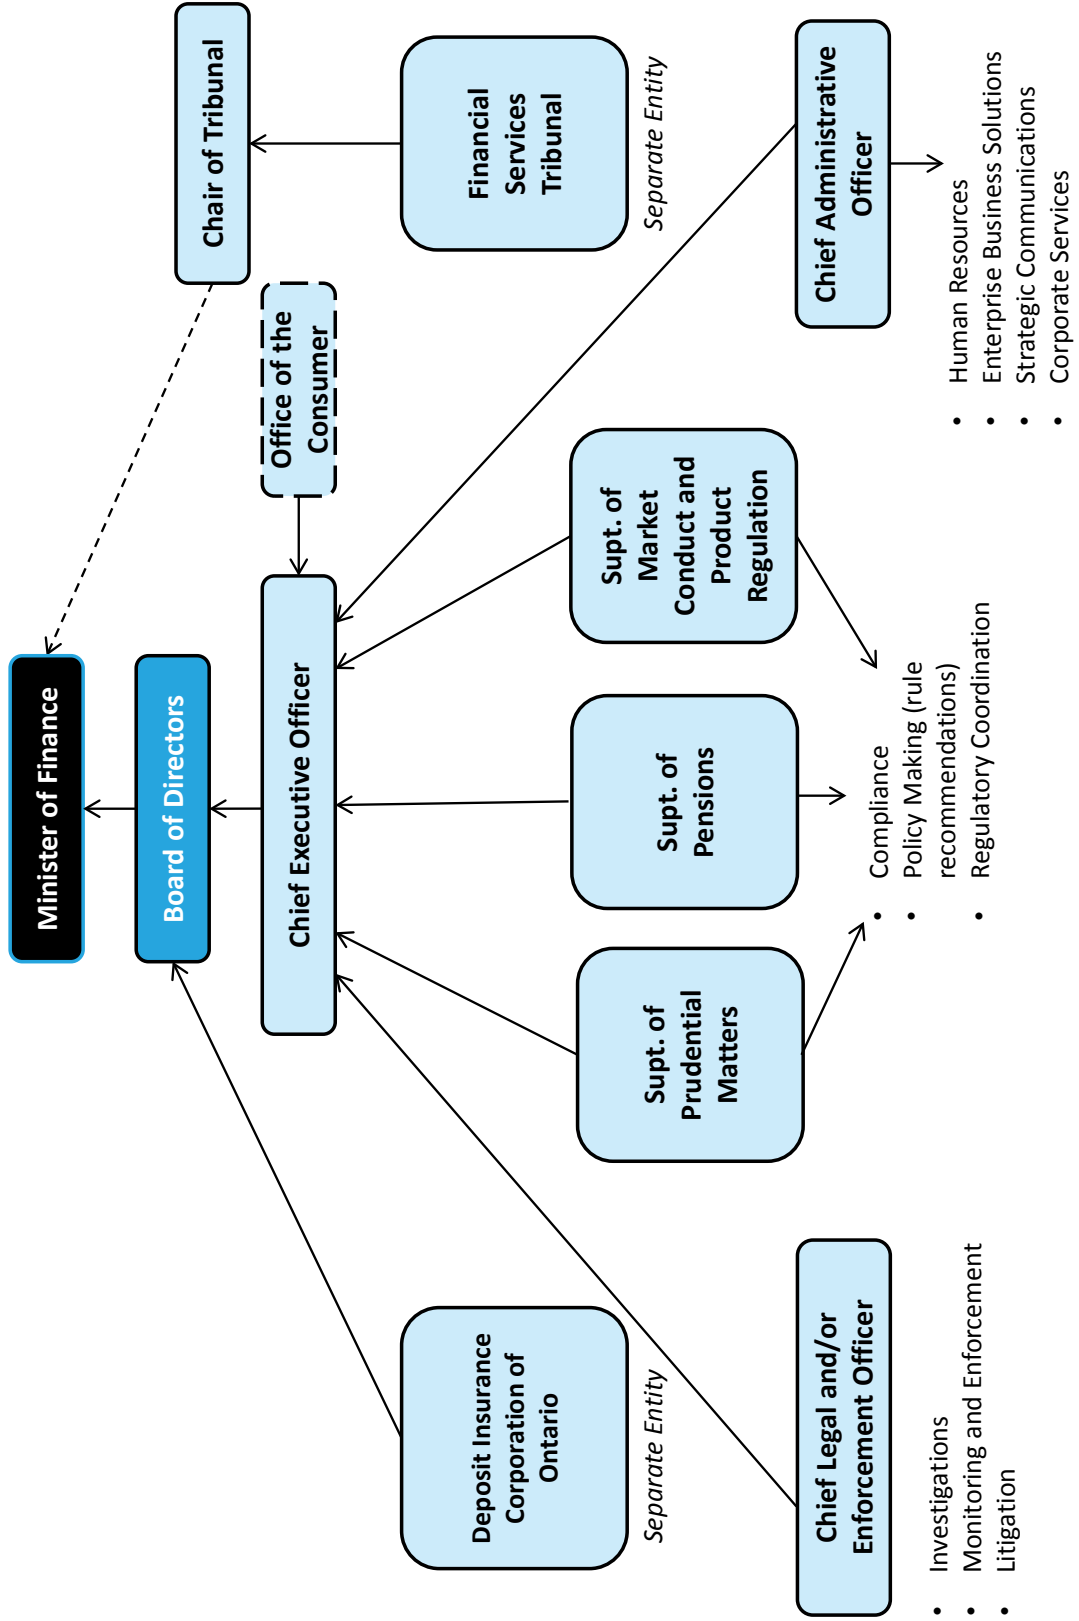 Minister of Finance
Board of Directors
Chair of Tribunal
Chief Executive Officer
Office of the
Consumer
Deposit Insurance
Corporation of
Ontario
Separate Entity
Financial
Services
Tribunal
Separate Entity
Supt. of
Prudential
Matters
Supt. of
Pensions
Supt. of
Market
Conduct and
Product
Regulation
Chief Legal and/or
Enforcement Officer
• Investigations
• Monitoring and Enforcement
• Litigation
• Compliance
• Policy Making (rule
recommendations)
• Regulatory Coordination
Chief Administrative
Officer
• Human Resources
• Enterprise Business Solutions
• Strategic Communications
• Corporate Services